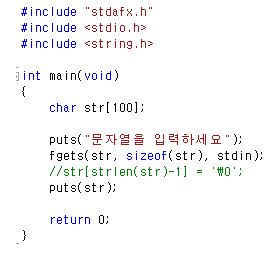 #include "stdafx.h"
#include <stdio.h>
#include <string.h>
int main(void)
{
char str[100];
puts("문자열을 입력하세요");
fgets(str, sizeof(str), stdin);
//str[strlen(str)-1] = '₩0';
puts(str);
return 0;
}